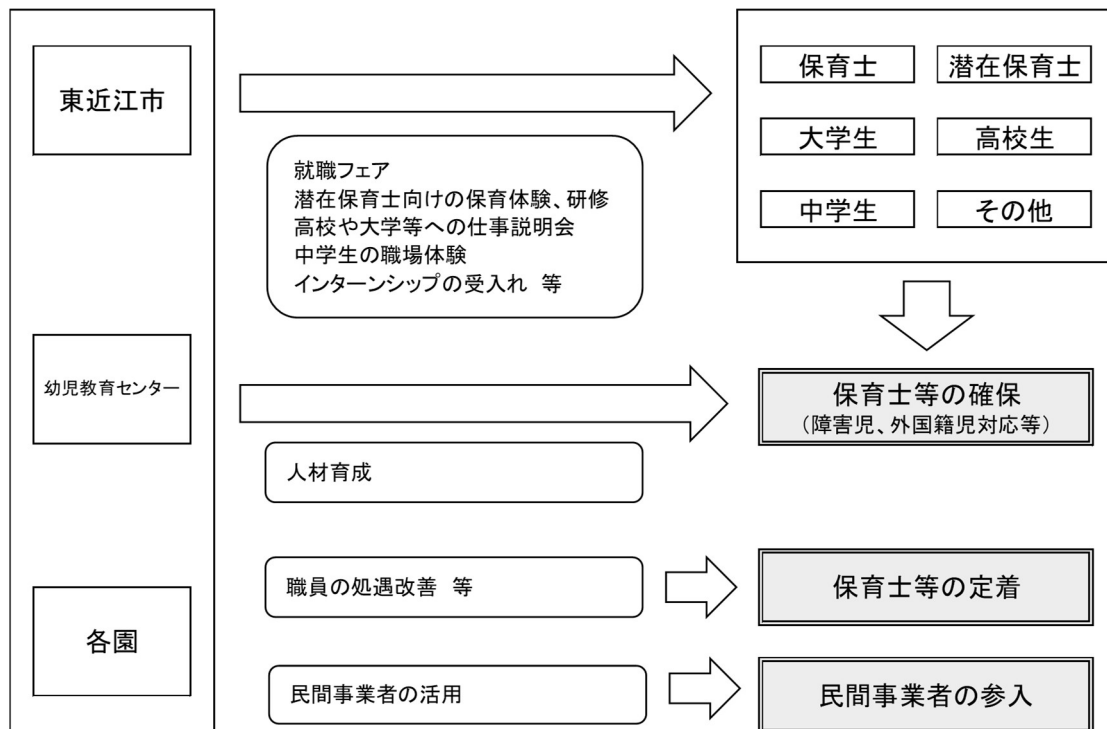 東近江市
就職フェア
潜在保育士向けの保育体験、研修
高校や大学等への仕事説明会
中学生の職場体験
インターンシップの受入れ 等
保育士
潜在保育士
大学生
高校生
中学生
その他
幼児教育センター
人材育成
保育士等の確保
(障害児、外国籍児対応等)
各園
職員の処遇改善 等
保育士等の定着
民間事業者の活用
民間事業者の参入